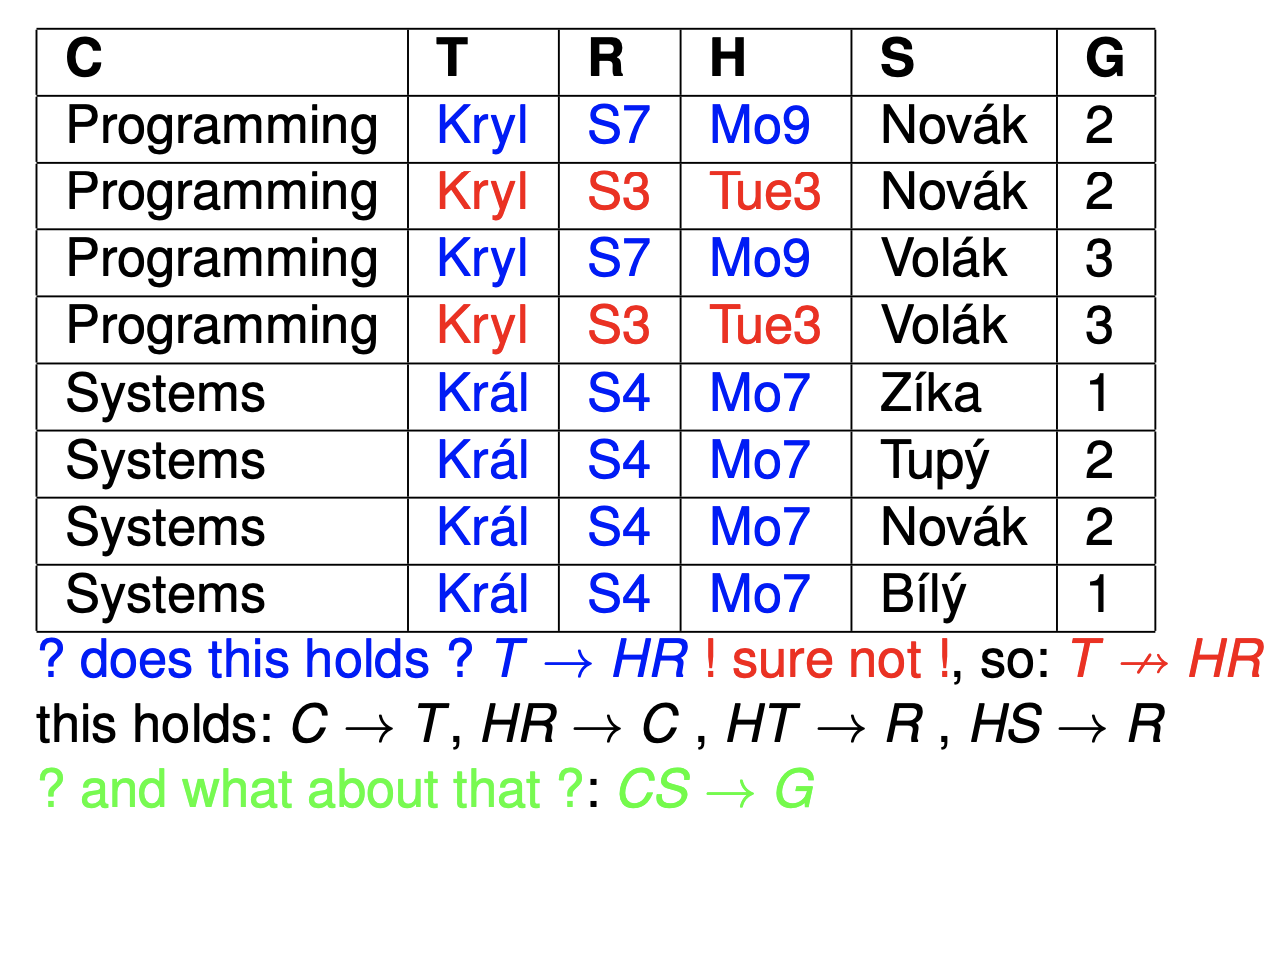 C T R H S G
Programming Kryl S7 Mo9 Novák 2
Programming Kryl S3 Tue3 Novák 2
Programming Kryl S7 Mo9 Volák 3
Programming Kryl S3 Tue3 Volák 3
Systems Král S4 Mo7 Zíka 1
Systems Král S4 Mo7 Tupý 2
Systems Král S4 Mo7 Novák 2
Systems Král S4 Mo7 Bílý 1
? does this holds ? T → HR ! sure not !, so: T ↛ HR
this holds: C → T, HR → C , HT → R , HS → R
? and what about that ?: CS → G